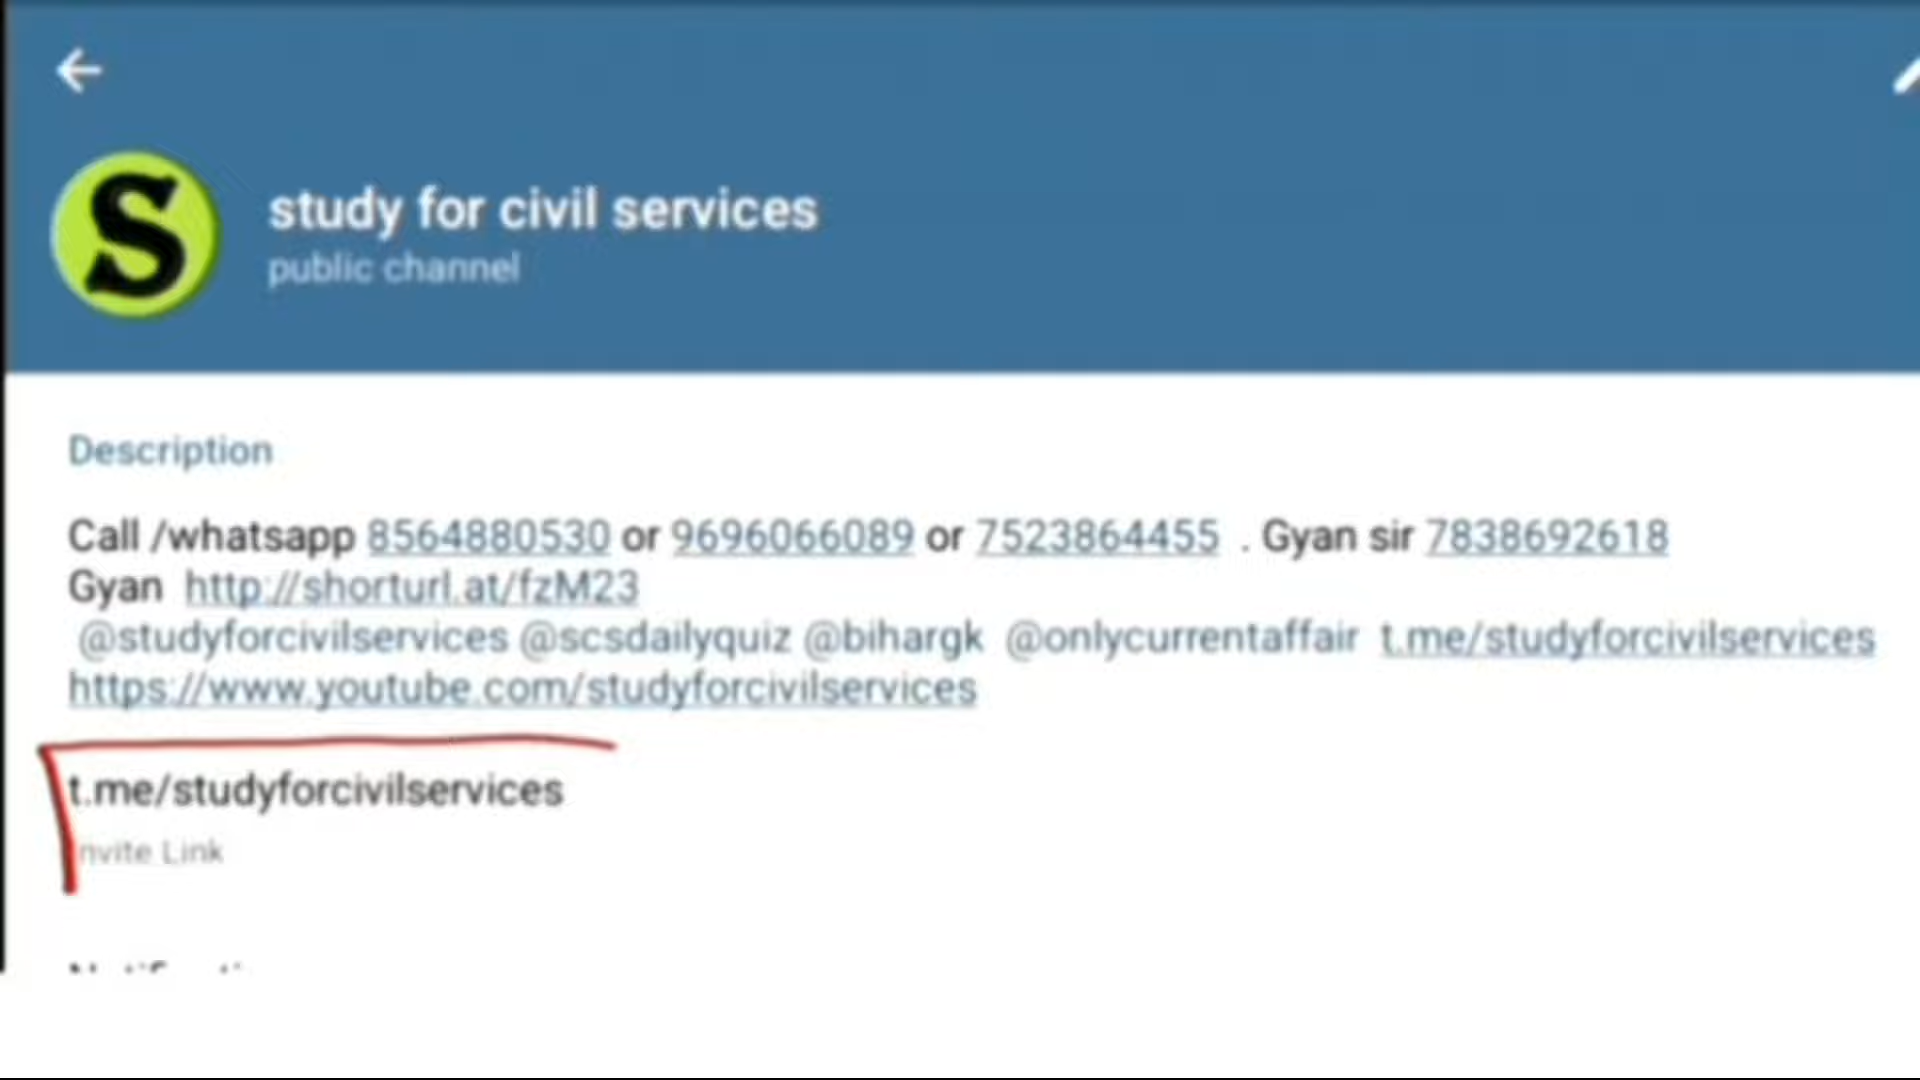 S
study for civil services
public channel
Description
Call /whatsapp 8564880530 or 9696066089 or 7523864455 . Gyan sir 7838692618
Gyan http://shorturl.at/fzM23
@studyforcivilservices @scsdailyquiz @bihargk @onlycurrentaffair t.me/studyforcivilservices
https://www.youtube.com/studyforcivilservices
t.me/studyforcivilservices
Invite Link